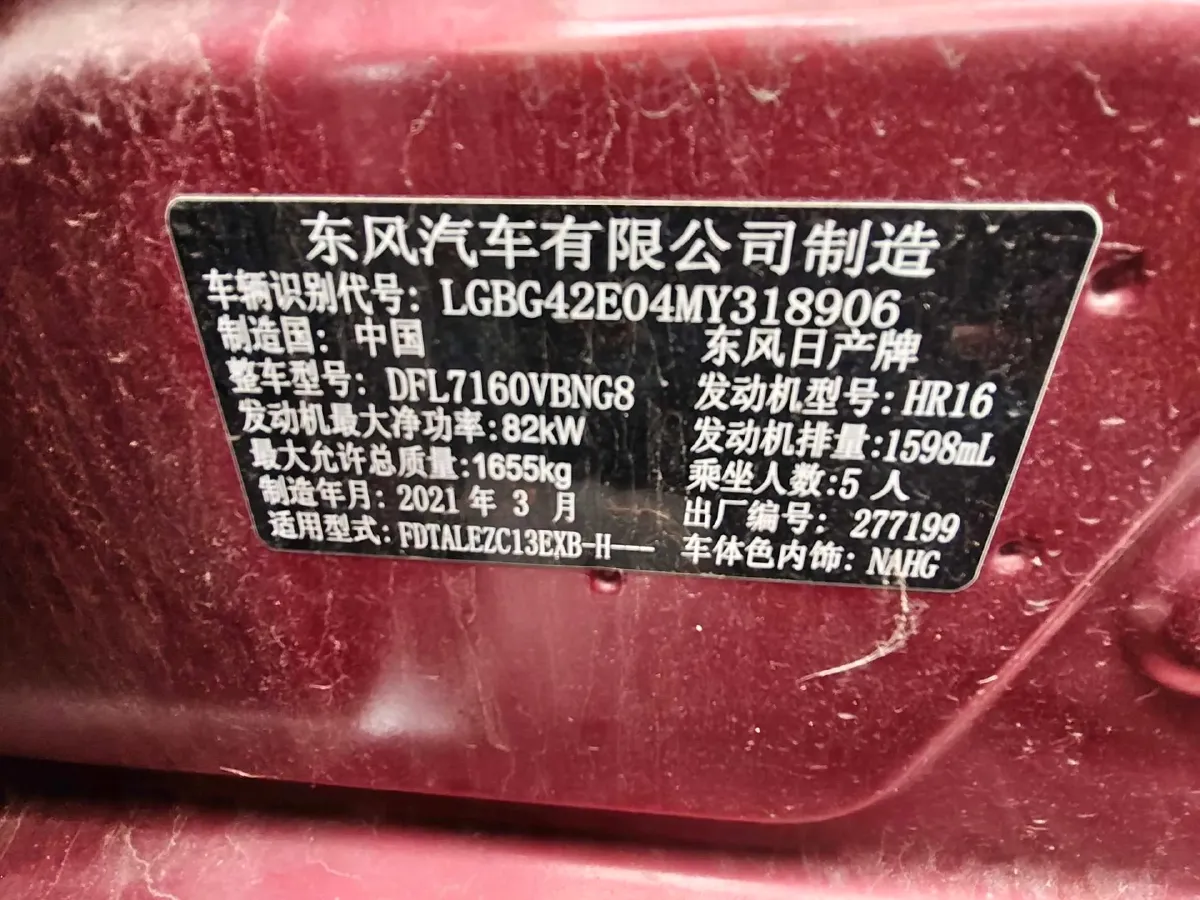 东风汽车有限公司制造
车辆识别代号: LGBG42E04MY318906
制造国: 中国 东风日产牌
整车型号: DFL7160VBNG8 发动机型号: HR16
发动机最大净功率:82kW 发动机排量:1598mL
最大允许总质量:1655kg 乘坐人数:5 人
制造年月: 2021 年 3 月 出厂编号: 277199
适用型式: FDTALEZC13EXB-H--- 车体色内饰: NAHG